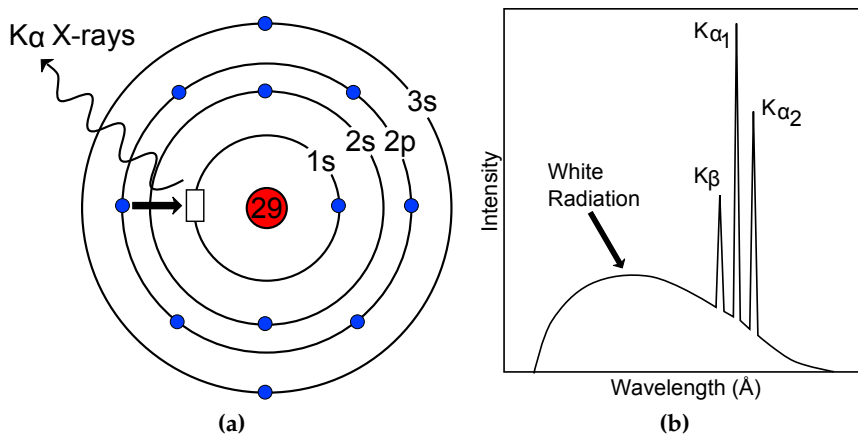 Kα X-rays
3s
2s
2p
1s
29
(a)
Kα1
Kα2
Kβ
White
Radiation
Intensity
Wavelength (Å)
(b)